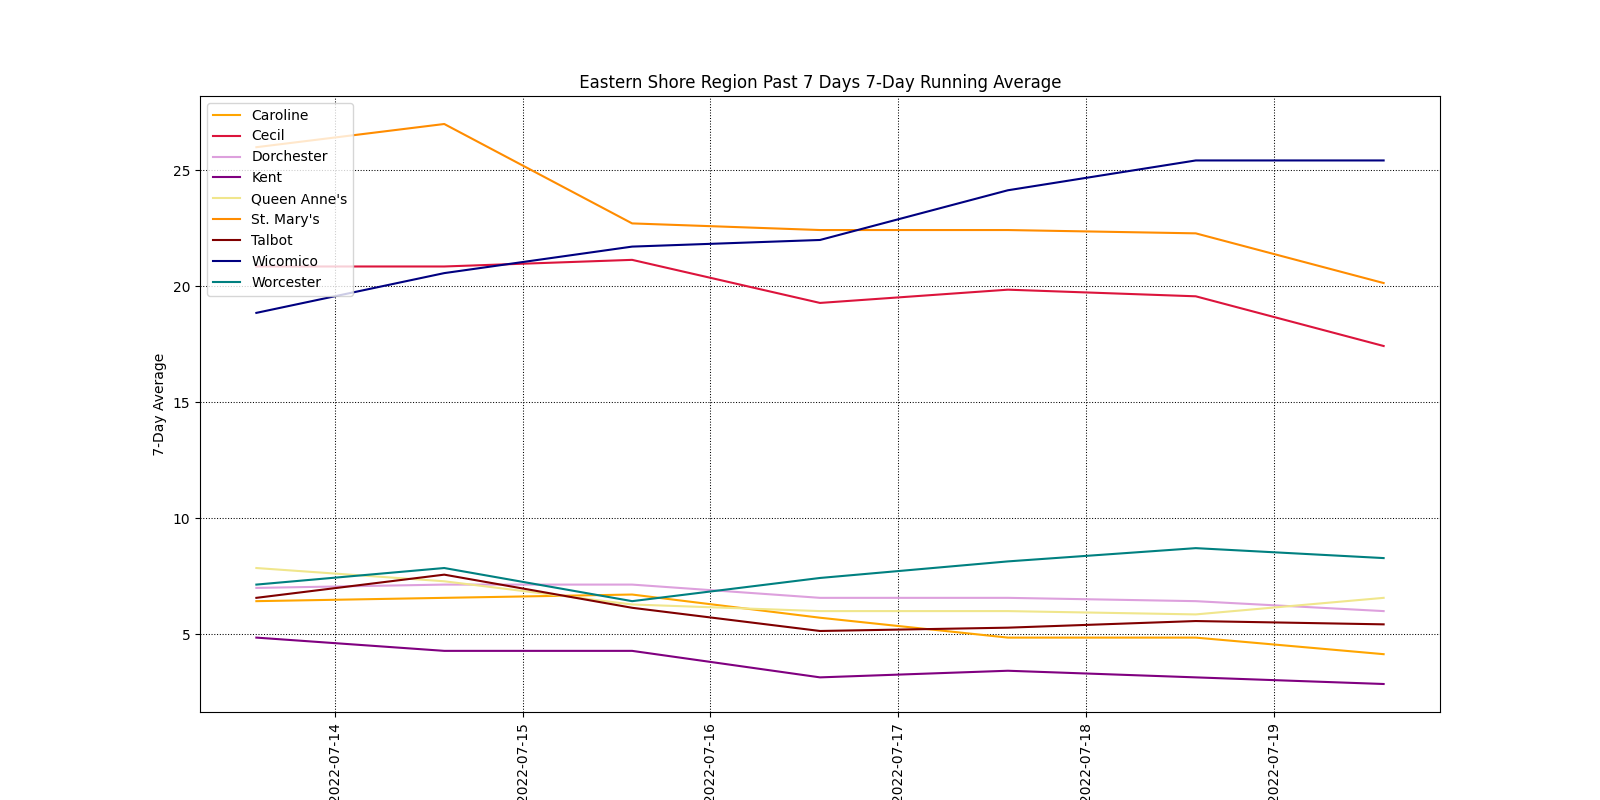 Eastern Shore Region Past 7 Days 7-Day Running Average
Caroline
Cecil
Dorchester
Kent
Queen Anne's
St. Mary's
Talbot
Wicomico
Worcester
25
20
15
10
5
7-Day Average
2022-07-14
2022-07-15
2022-07-16
2022-07-17
2022-07-18
2022-07-19